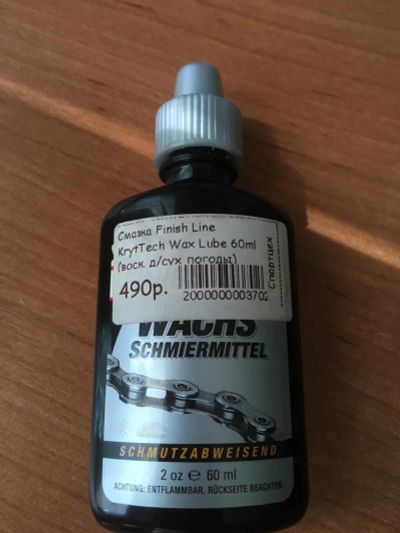 Смазка Finish Line
KrytTech Wax Lube 60ml
(воск. д/сух погоды)
490р.
2000000003702
Спортцех
WACHS
SCHMIERMITTEL
SCHMUTZABWEISEND
2 oz ℮ 60 ml
ACHTUNG: ENTFLAMMBAR. RÜCKSEITE BEACHTEN.